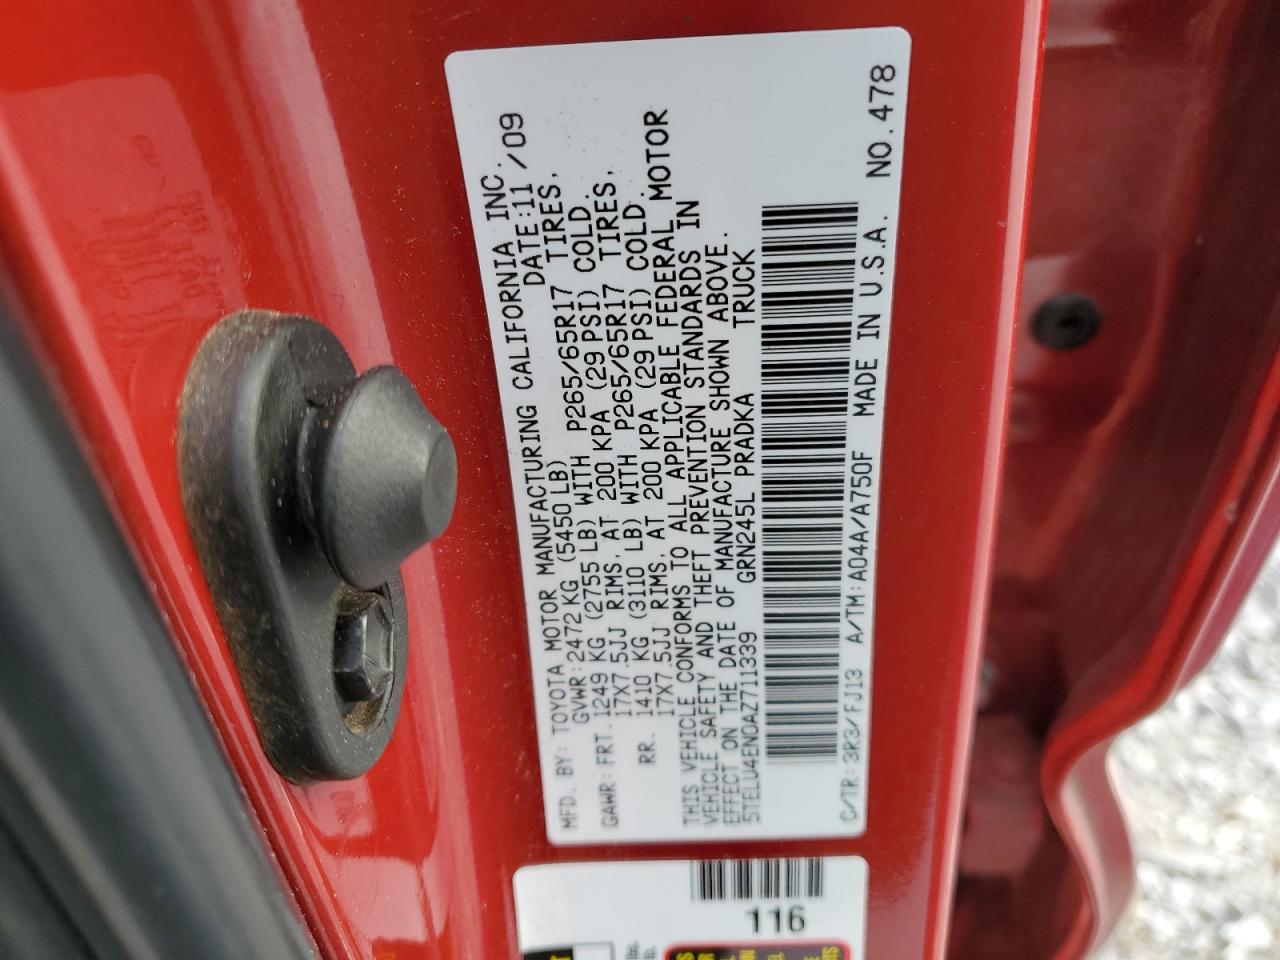 MFD. BY: TOYOTA MOTOR MANUFACTURING CALIFORNIA INC.
GVWR: 2472 KG (5450 LB) DATE: 11 /09
GAWR: FRT. 1249 KG (2755 LB) WITH P265/65R17 TIRES,
17X7.5JJ RIMS, AT 200 KPA (29 PSI) COLD.
RR. 1410 KG (3110 LB) WITH P265/65R17 TIRES,
17X7.5JJ RIMS, AT 200 KPA (29 PSI) COLD.
THIS VEHICLE CONFORMS TO ALL APPLICABLE FEDERAL MOTOR
VEHICLE SAFETY AND THEFT PREVENTION STANDARDS IN
EFFECT ON THE DATE OF MANUFACTURE SHOWN ABOVE.
5TELU4EN0AZ711339 GRN245L PRADKA TRUCK
C/TR: 3R3/FJ13 A/TM: A04A/A750F MADE IN U.S.A. NO. 478
116